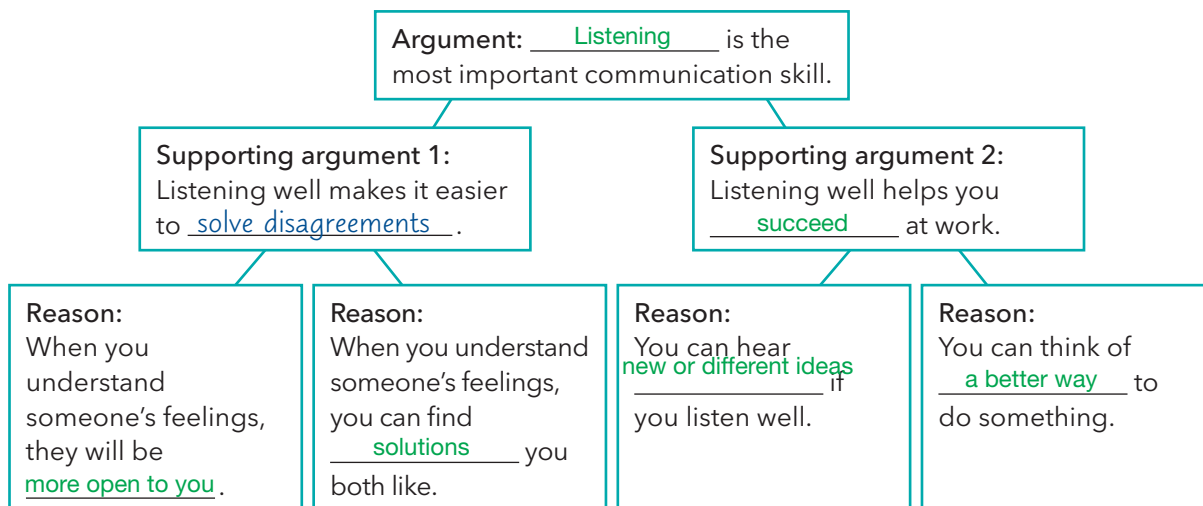 Argument: Listening is the
most important communication skill.
Supporting argument 1:
Listening well makes it easier
to solve disagreements.
Supporting argument 2:
Listening well helps you
succeed at work.
Reason:
When you
understand
someone’s feelings,
they will be
more open to you.
Reason:
When you understand
someone’s feelings,
you can find
solutions you
both like.
Reason:
You can hear
new or different ideas if
you listen well.
Reason:
You can think of
a better way to
do something.